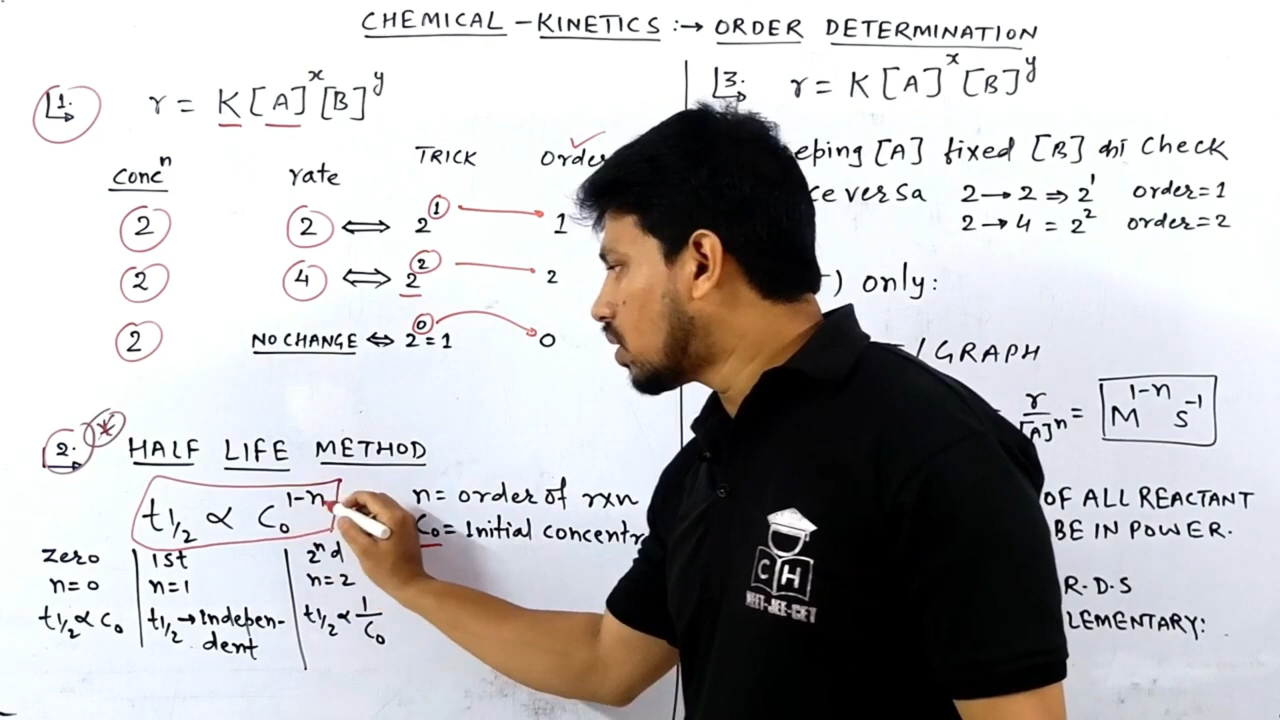 CHEMICAL - KINETICS :→ ORDER DETERMINATION
1. r = K [A]^x [B]^y
Conc^n rate TRICK Order
2 2 ⟺ 2^1 → 1
2 4 ⟺ 2^2 → 2
2 NO CHANGE ⟺ 2^0 = 1 → 0
2. HALF LIFE METHOD
t1/2 ∝ C0^1-n
n = order of rxn
C0 = Initial
zero 1st 2^nd
n = 0 n = 1 n = 2
t1/2 ∝ C0 t1/2 → Indepen-
dent
t1/2 ∝ 1/C0
3. r = K [A]^x [B]^y
[A] fixed [B] का Check
versa 2 → 2 ⇒ 2^1 order = 1
2 → 4 = 2^2 order = 2
) only:
/ GRAPH
r/[A]^n = M^1-n S^-1
OF ALL REACTANT
BE IN POWER.
R.D.S
CH
NEET-JEE-CET